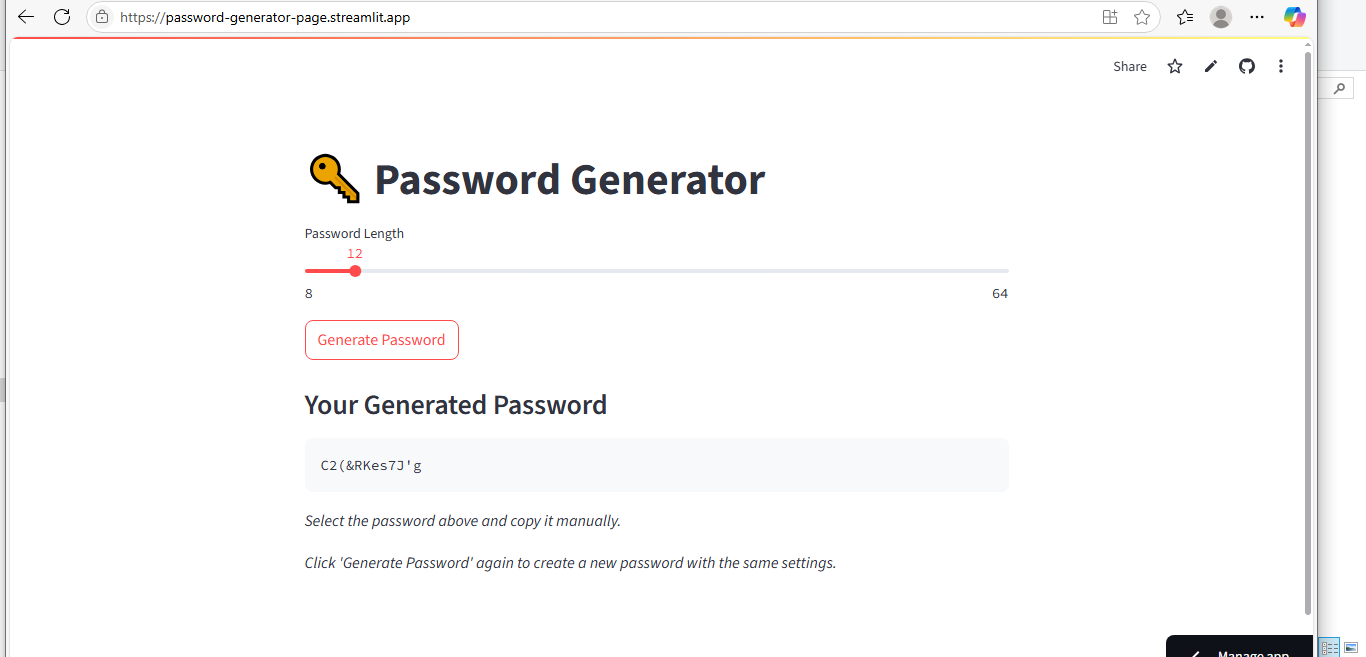 https://password-generator-page.streamlit.app
Share
Password Generator
Password Length
12
8
64
Generate Password
Your Generated Password
C2(&RKes7J'g
Select the password above and copy it manually.
Click 'Generate Password' again to create a new password with the same settings.
Manage app